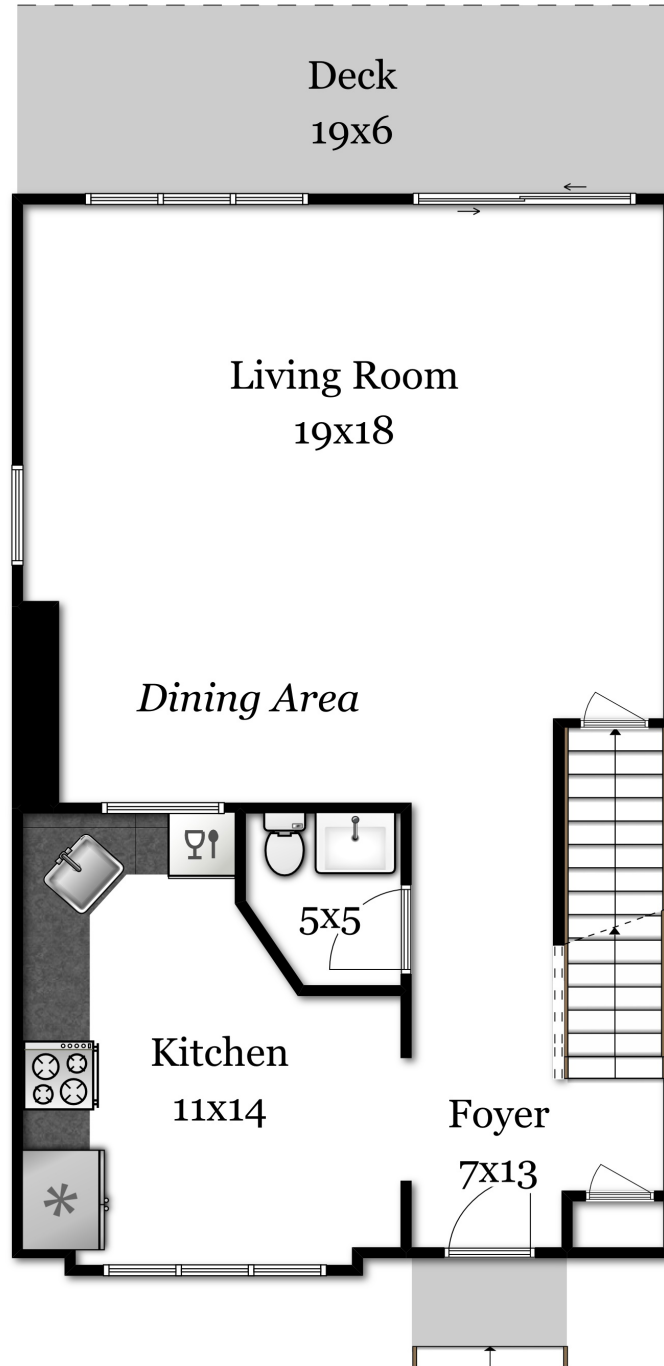 Deck
19x6
Living Room
19x18
Dining Area
5x5
Kitchen
11x14
Foyer
7x13